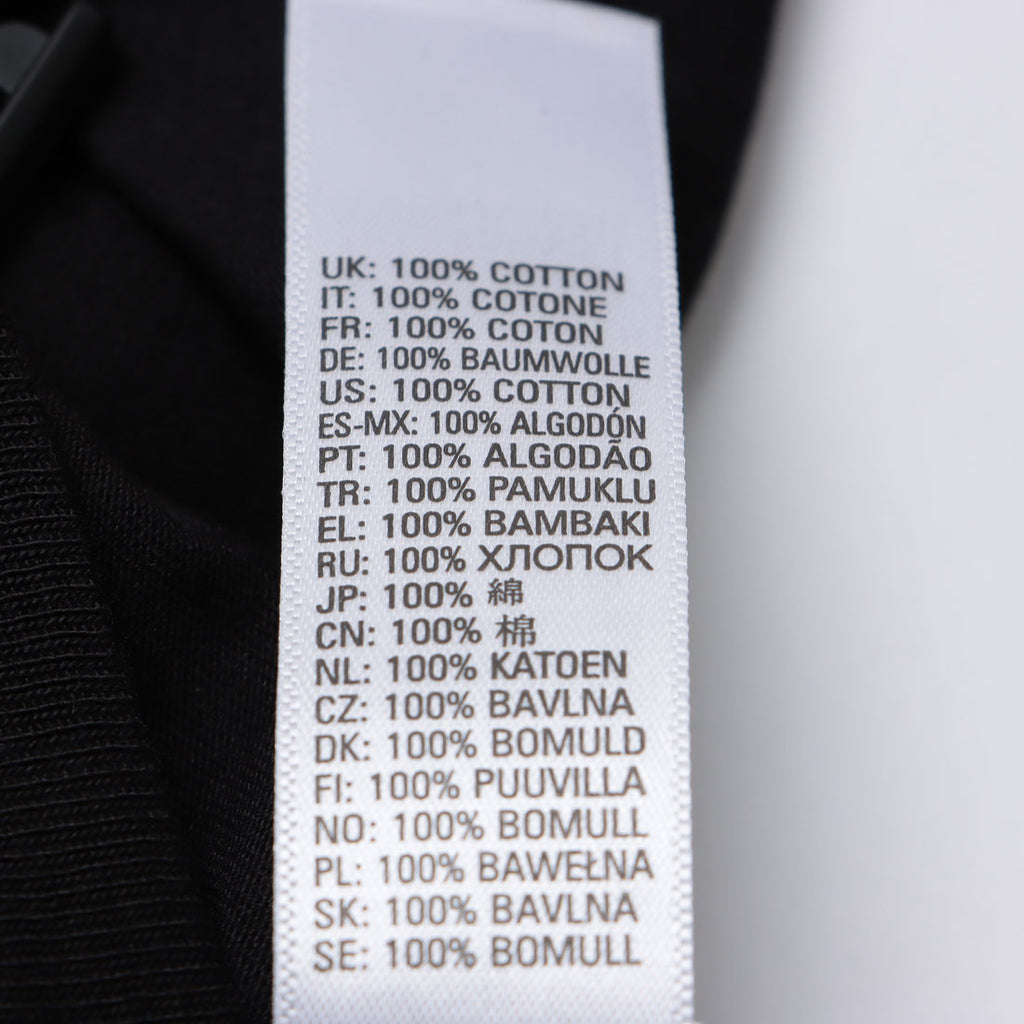 UK: 100% COTTON
IT: 100% COTONE
FR: 100% COTON
DE: 100% BAUMWOLLE
US: 100% COTTON
ES-MX: 100% ALGODÓN
PT: 100% ALGODÃO
TR: 100% PAMUKLU
EL: 100% BAMBAKI
RU: 100% ХЛОПОК
JP: 100% 綿
CN: 100% 棉
NL: 100% KATOEN
CZ: 100% BAVLNA
DK: 100% BOMULD
FI: 100% PUUVILLA
NO: 100% BOMULL
PL: 100% BAWEŁNA
SK: 100% BAVLNA
SE: 100% BOMULL